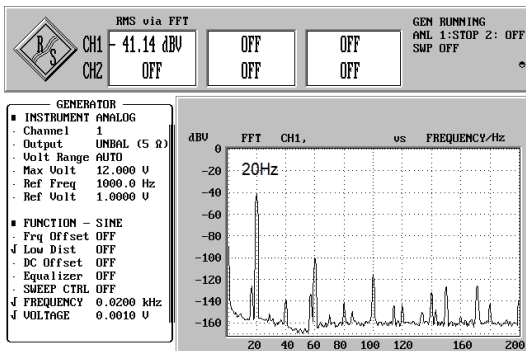 RMS via FFT
GEN RUNNING
ANL 1:STOP 2: OFF
SWP OFF
R S
CH1 - 41.14 dBV OFF OFF
CH2 OFF OFF OFF
GENERATOR
INSTRUMENT ANALOG
Channel 1
Output UNBAL (5 Ω)
Volt Range AUTO
Max Volt 12.000 V
Ref Freq 1000.0 Hz
Ref Volt 1.0000 V
FUNCTION - SINE
Frq Offset OFF
Low Dist OFF
DC Offset OFF
Equalizer OFF
SWEEP CTRL OFF
FREQUENCY 0.0200 kHz
VOLTAGE 0.0010 V
dBV FFT CH1, vs FREQUENCY/Hz
0
20Hz
-20
-40
-60
-80
-100
-120
-140
-160
20 40 60 80 100 120 160 200